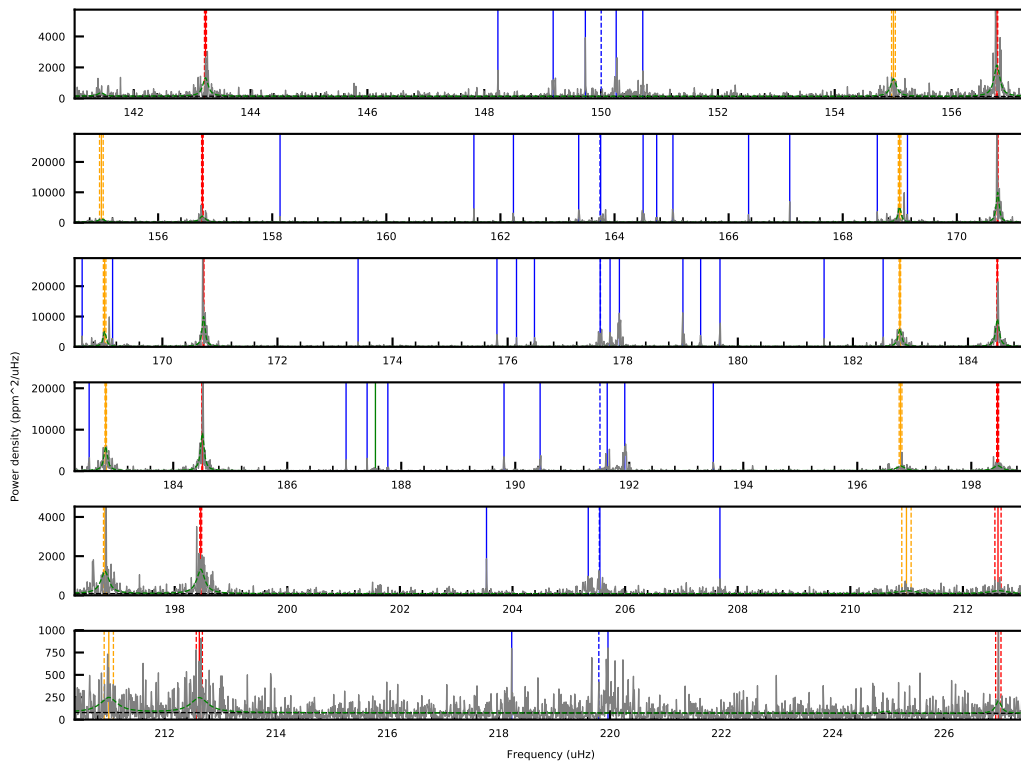 4000
2000
0
142 144 146 148 150 152 154 156
20000
10000
0
156 158 160 162 164 166 168 170
20000
10000
0
170 172 174 176 178 180 182 184
20000
10000
0
184 186 188 190 192 194 196 198
4000
2000
0
198 200 202 204 206 208 210 212
1000
750
500
250
0
212 214 216 218 220 222 224 226
Power density (ppm^2/uHz)
Frequency (uHz)